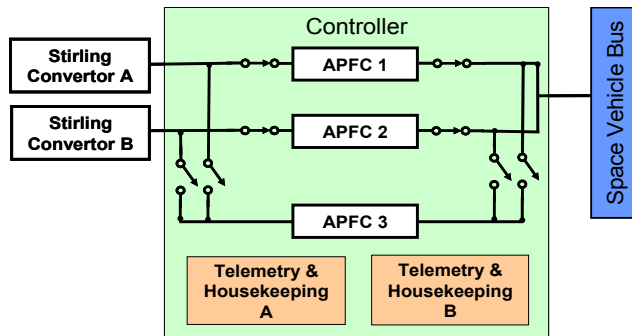 Controller
Stirling
Convertor A
APFC 1
Stirling
Convertor B
APFC 2
APFC 3
Telemetry &
Housekeeping
A
Telemetry &
Housekeeping
B
Space Vehicle Bus